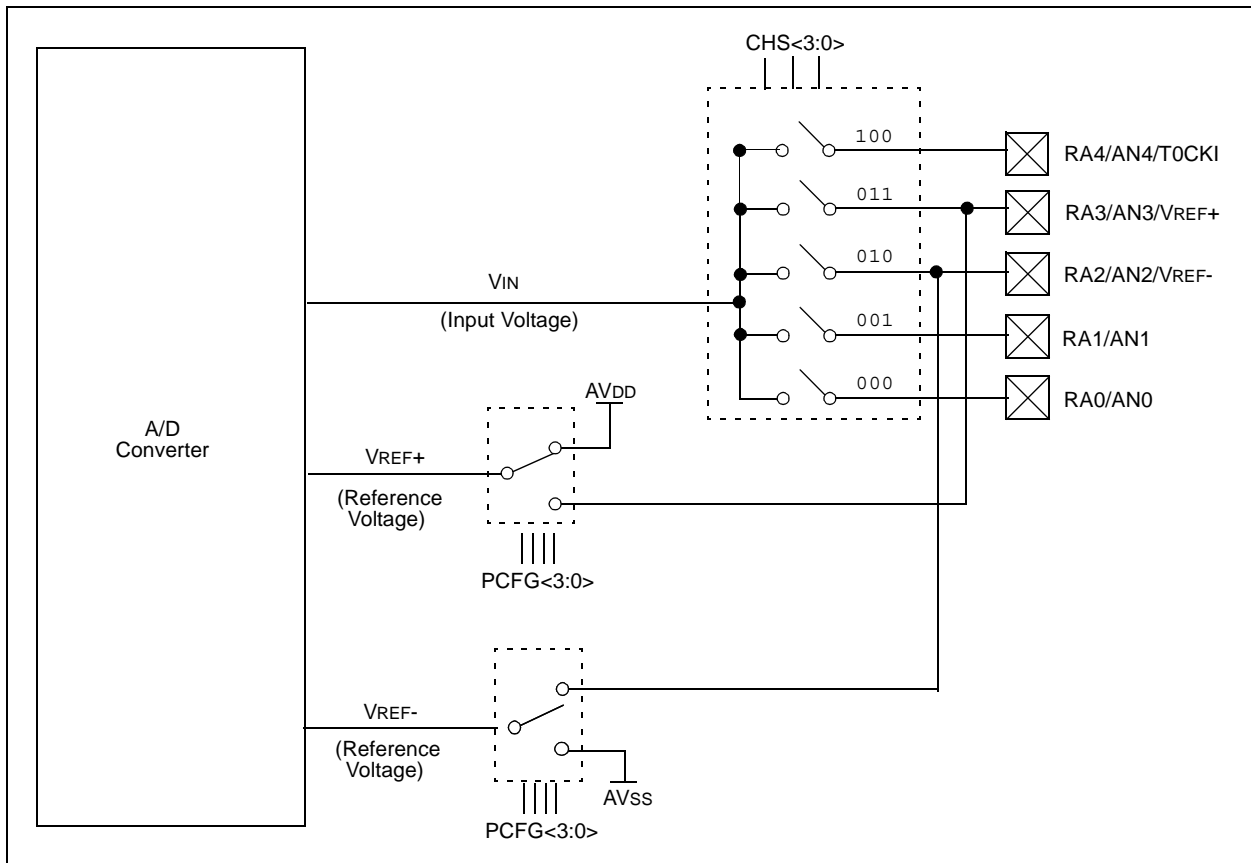 CHS<3:0>
100
RA4/AN4/T0CKI
011
RA3/AN3/VREF+
010
RA2/AN2/VREF-
VIN
(Input Voltage)
001
RA1/AN1
000
RA0/AN0
AVDD
A/D
Converter
VREF+
(Reference
Voltage)
PCFG<3:0>
VREF-
(Reference
Voltage)
AVSS
PCFG<3:0>